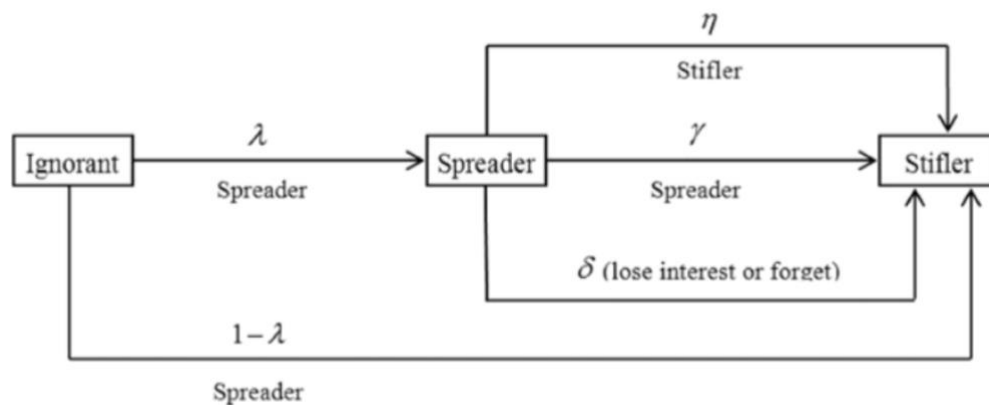 η
Stifler
λ
γ
Ignorant
Spreader
Stifler
Spreader
Spreader
δ (lose interest or forget)
1−λ
Spreader